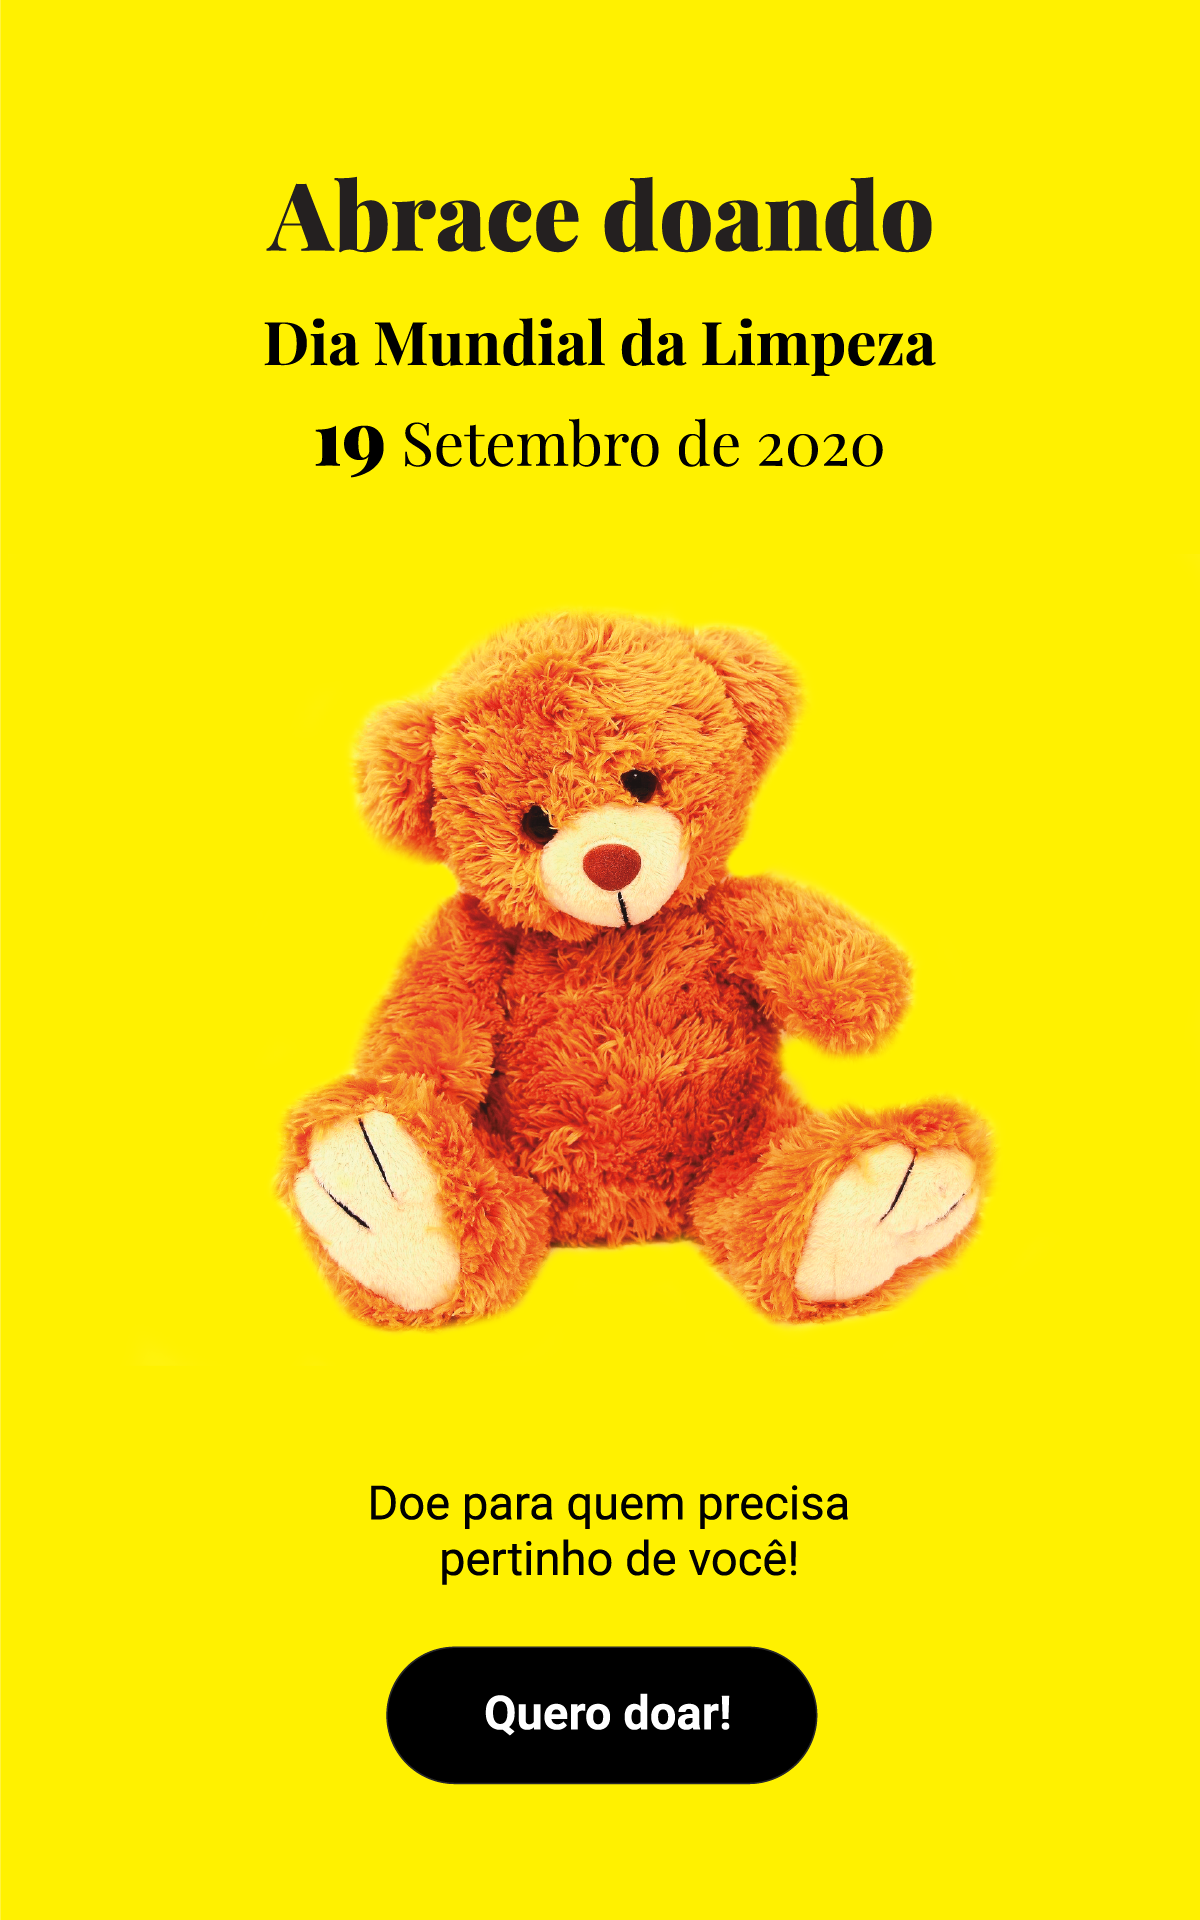 Abrace doando
Dia Mundial da Limpeza
19 Setembro de 2020
Doe para quem precisa
pertinho de você!
Quero doar!